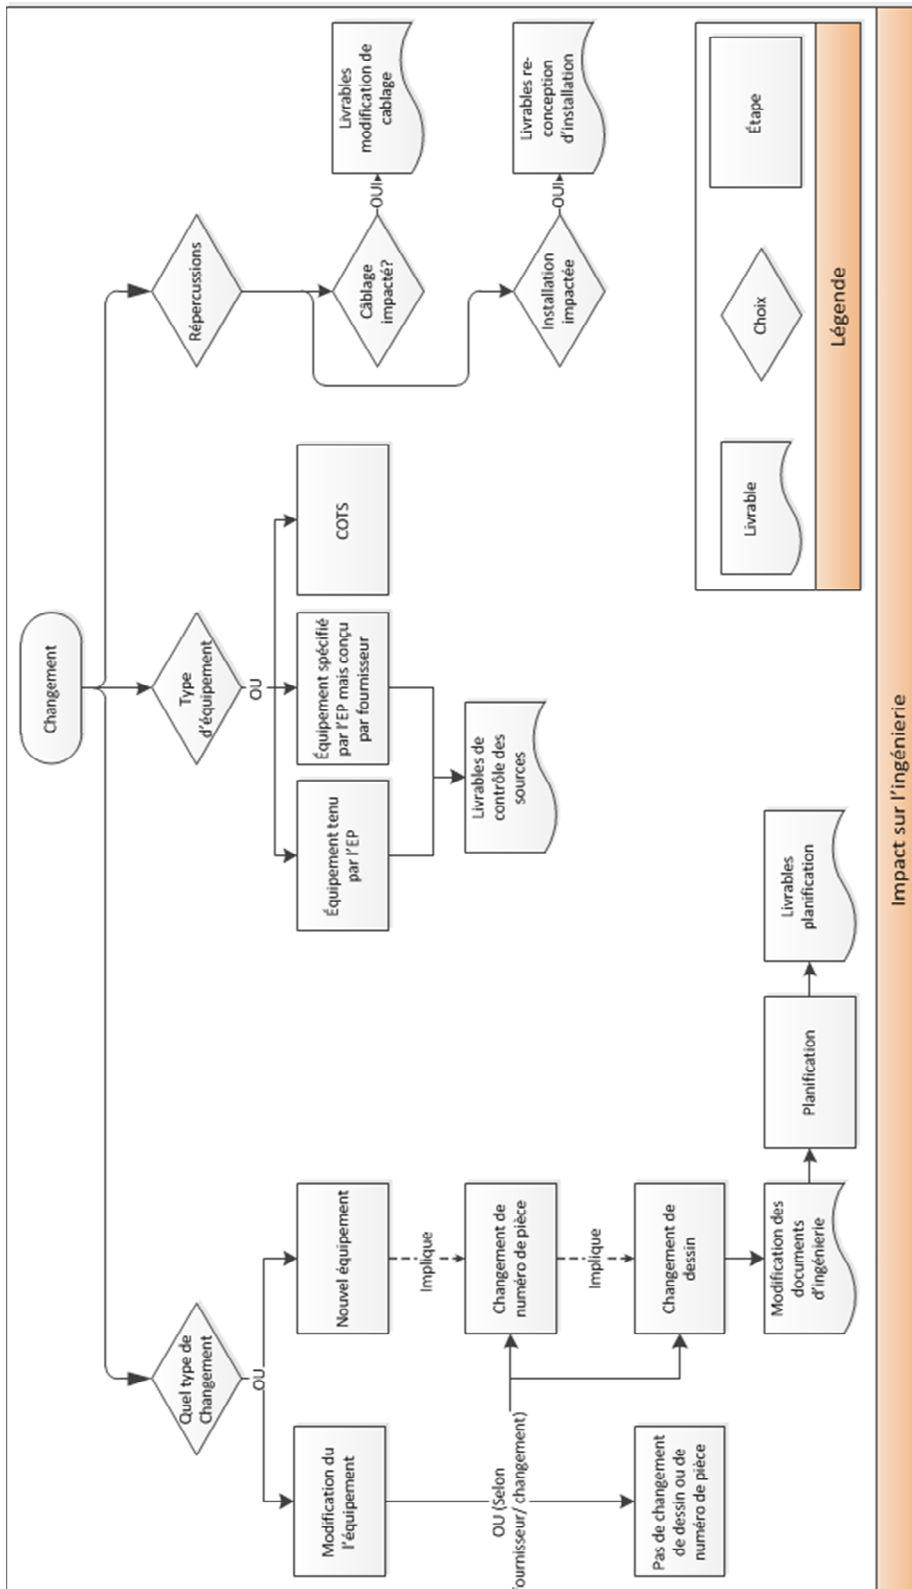 Changement
Quel type de
Changement
OU
Modification du
l'équipement
Nouvel équipement
Implique
OU (Selon
fournisseur/ changement)
Changement de
numéro de pièce
Implique
Pas de changement
de dessin ou de
numéro de pièce
Changement de
dessin
Modification des
documents
d'ingénierie
Planification
Livrables
planification
Type
d'équipement
OU
Équipement tenu
par l'EP
Équipement spécifié
par l'EP mais conçu
par fournisseur
COTS
Livrables de
contrôle des
sources
Répercussions
Câblage
impacté?
OUI
Livrables
modification de
cablage
Installation
impactée
OUI
Livrables re-
conception
d'installation
Livrable
Choix
Étape
Légende
Impact sur l'ingénierie